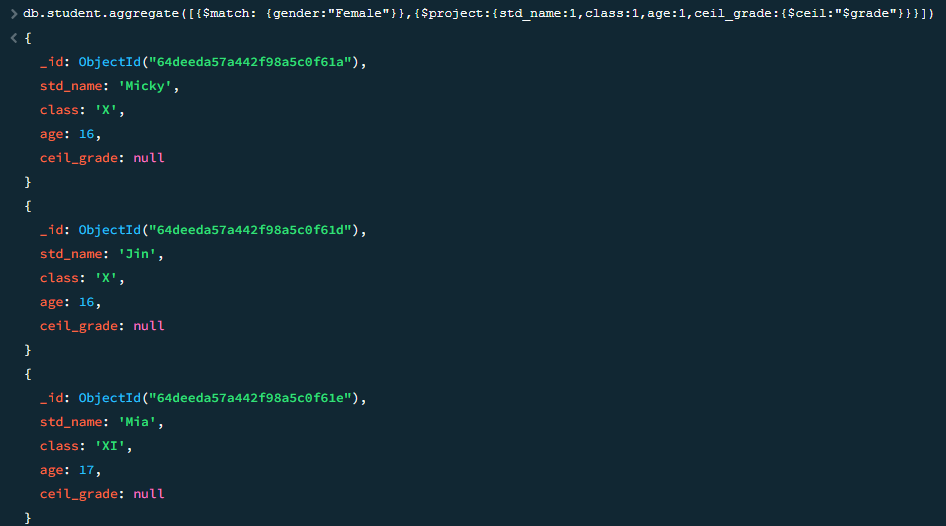 db.student.aggregate([{$match: {gender:"Female"}},{$project:{std_name:1,class:1,age:1,ceil_grade:{$ceil:"$grade"}}}])
{
_id: ObjectId("64deeda57a442f98a5c0f61a"),
std_name: 'Micky',
class: 'X',
age: 16,
ceil_grade: null
}
{
_id: ObjectId("64deeda57a442f98a5c0f61d"),
std_name: 'Jin',
class: 'X',
age: 16,
ceil_grade: null
}
{
_id: ObjectId("64deeda57a442f98a5c0f61e"),
std_name: 'Mia',
class: 'XI',
age: 17,
ceil_grade: null
}